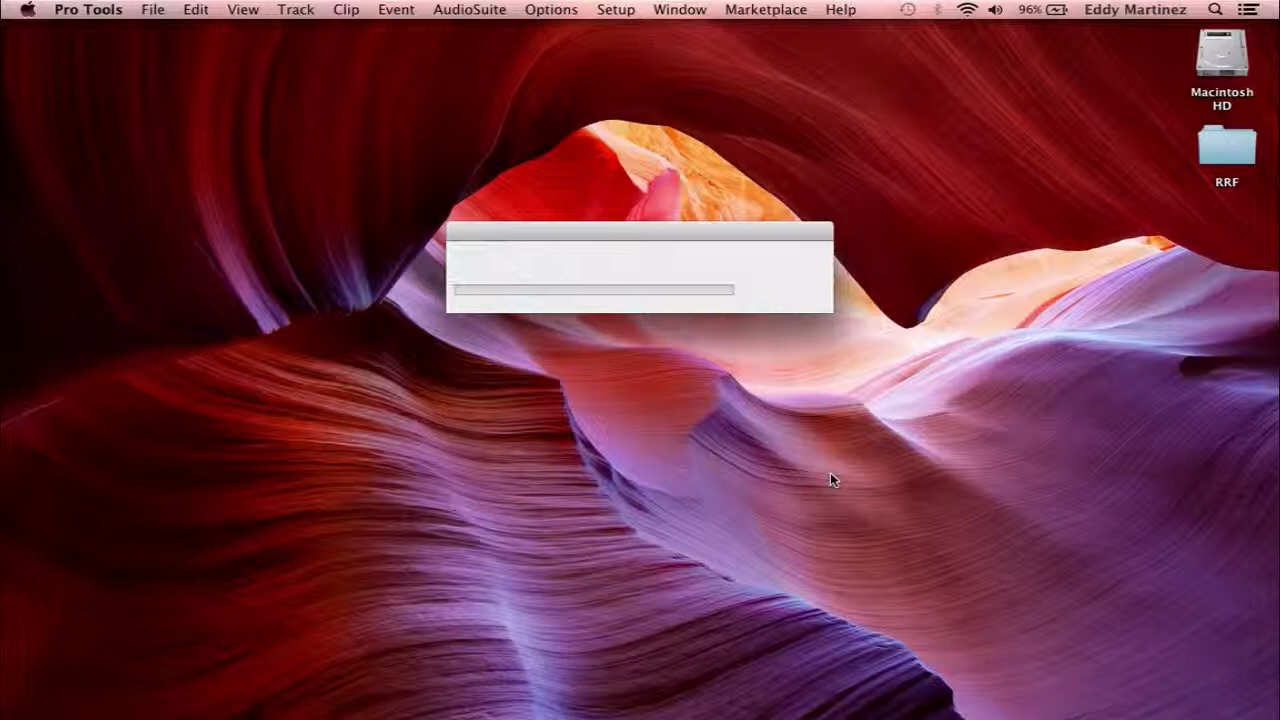 Pro Tools File Edit View Track Clip Event AudioSuite Options Setup Window Marketplace Help 96% Eddy Martinez
Macintosh
HD
RRF